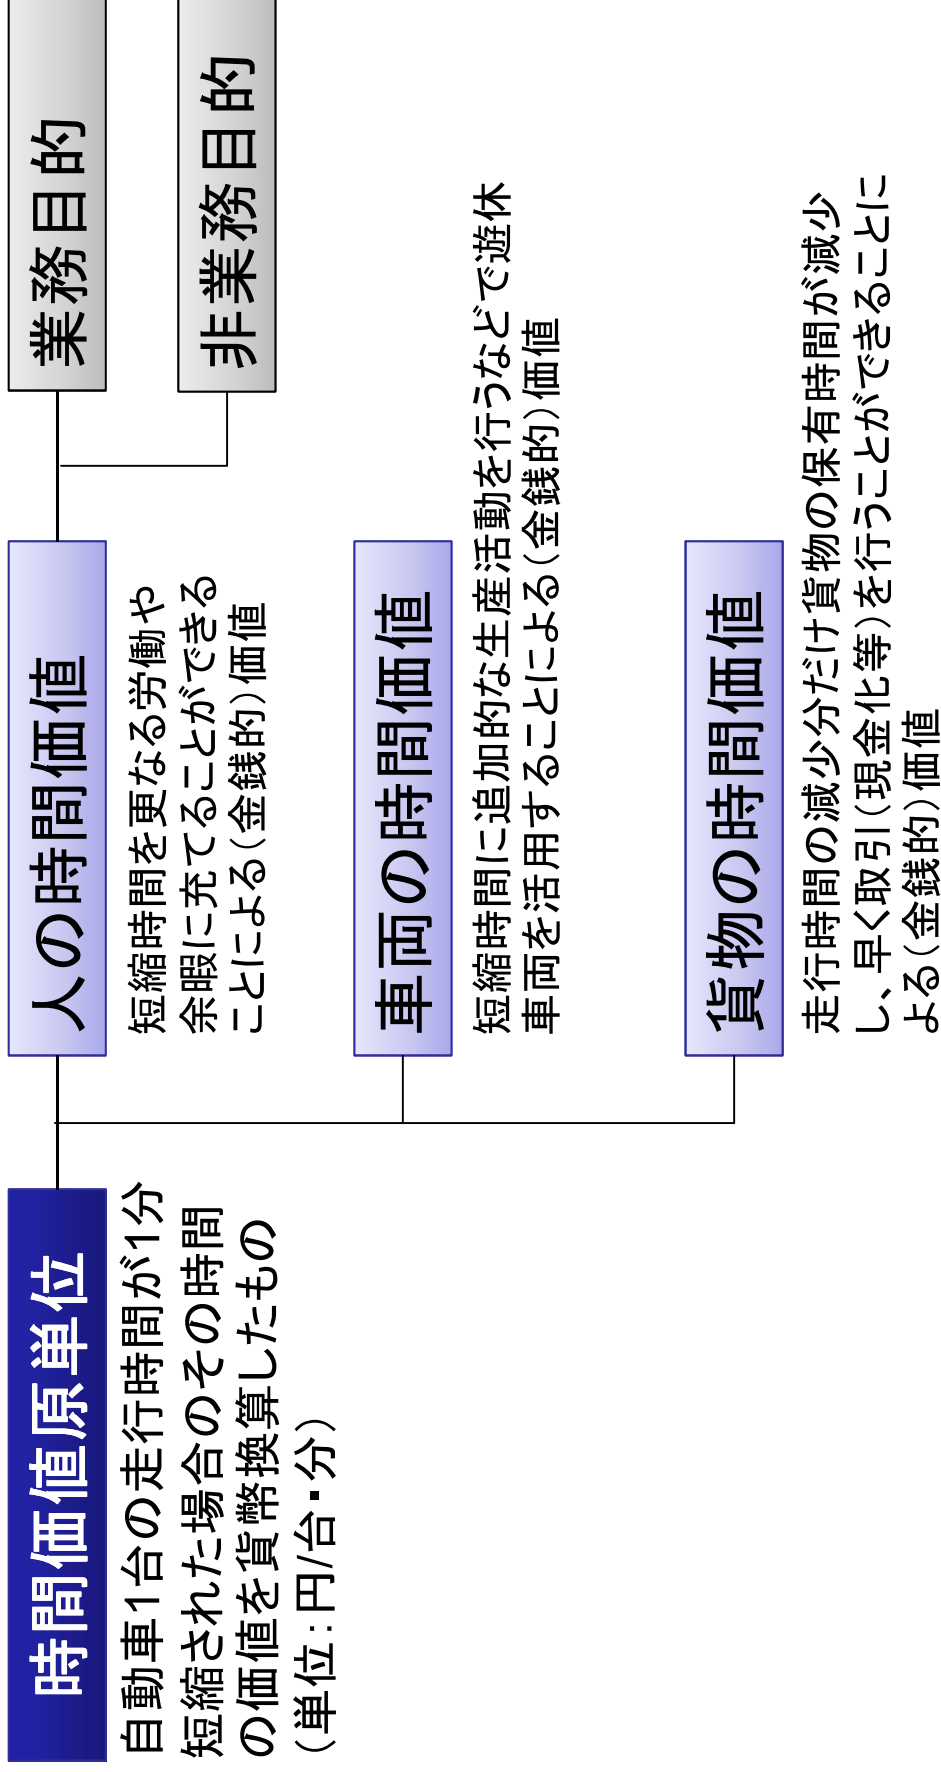 時間価値原単位
自動車1台の走行時間が1分
短縮された場合のその時間
の価値を貨幣換算したもの
（単位：円/台・分）
人の時間価値
短縮時間を更なる労働や
余暇に充てることができる
ことによる（金銭的）価値
業務目的
非業務目的
車両の時間価値
短縮時間に追加的な生産活動を行うなどで遊休
車両を活用することによる（金銭的）価値
貨物の時間価値
走行時間の減少分だけ貨物の保有時間が減少
し、早く取引（現金化等）を行うことができることに
よる（金銭的）価値